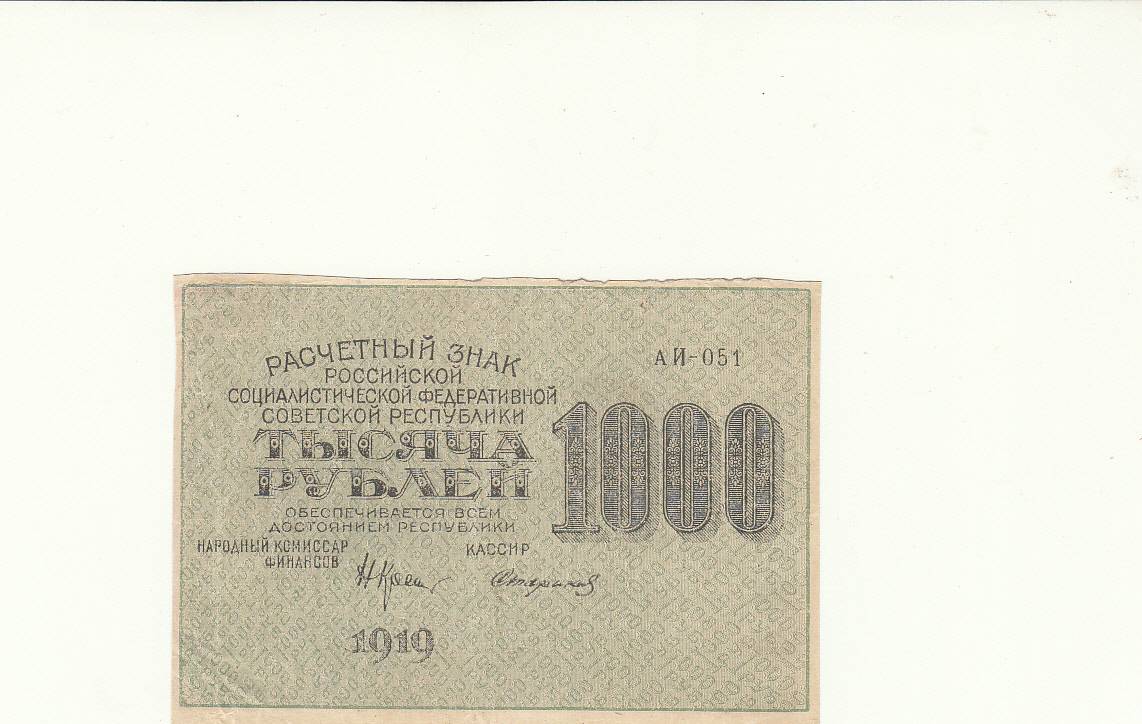 РАСЧЕТНЫЙ ЗНАК
РОССИЙСКОЙ
СОЦИАЛИСТИЧЕСКОЙ ФЕДЕРАТИВНОЙ
СОВЕТСКОЙ РЕСПУБЛИКИ
ТЫСЯЧА
РУБЛЕЙ
ОБЕСПЕЧИВАЕТСЯ ВСЕМ
ДОСТОЯНИЕМ РЕСПУБЛИКИ
НАРОДНЫЙ КОМИССАР
ФИНАНСОВ
КАССИР
1919
АИ-051
1000